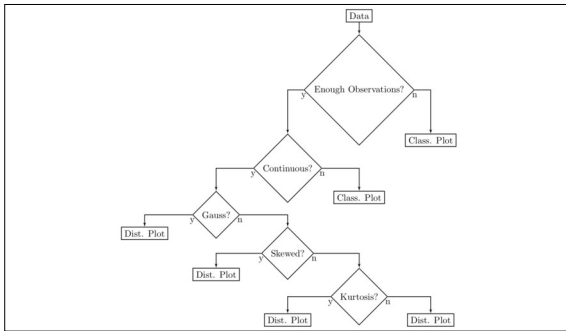 Data
Enough Observations?
y
n
Class. Plot
Continuous?
y
n
Class. Plot
Gauss?
y
n
Dist. Plot
Skewed?
y
n
Dist. Plot
Kurtosis?
y
n
Dist. Plot
Dist. Plot